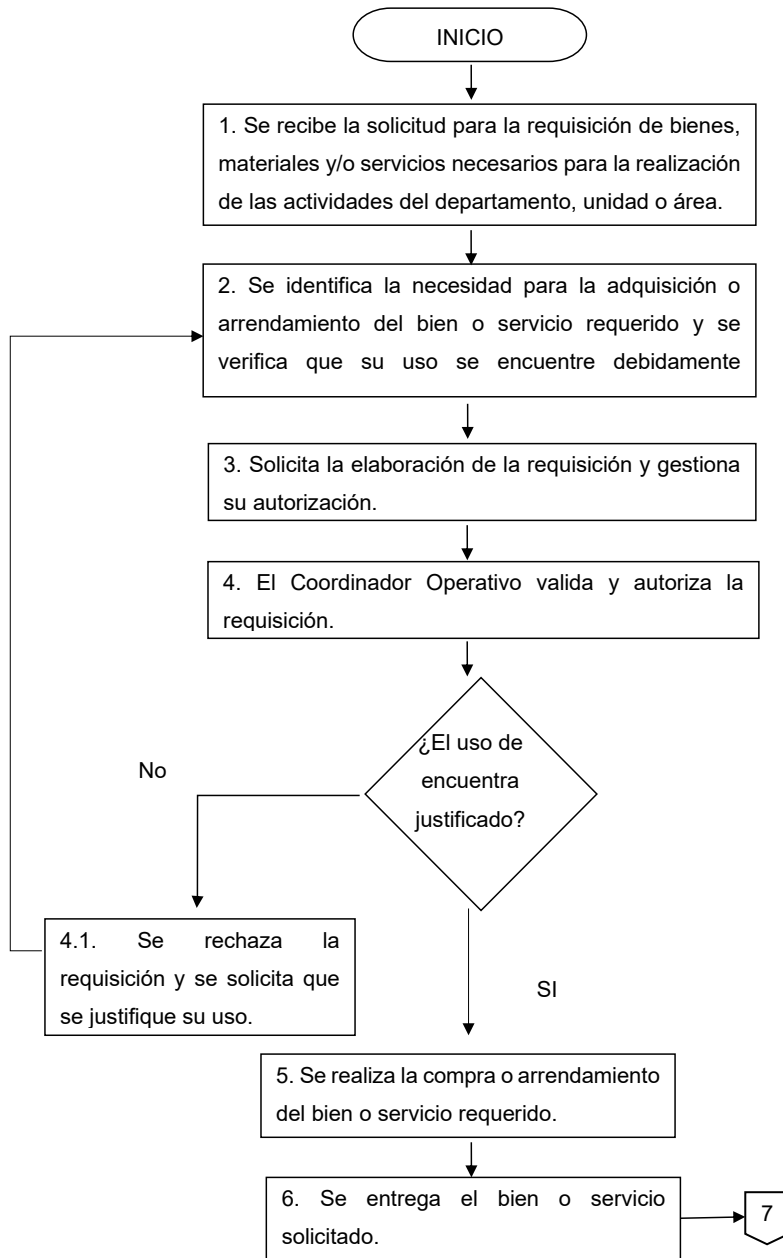 INICIO
1. Se recibe la solicitud para la requisición de bienes,
materiales y/o servicios necesarios para la realización
de las actividades del departamento, unidad o área.
2. Se identifica la necesidad para la adquisición o
arrendamiento del bien o servicio requerido y se
verifica que su uso se encuentre debidamente
3. Solicita la elaboración de la requisición y gestiona
su autorización.
4. El Coordinador Operativo valida y autoriza la
requisición.
¿El uso de
encuentra
justificado?
No
4.1. Se rechaza la
requisición y se solicita que
se justifique su uso.
SI
5. Se realiza la compra o arrendamiento
del bien o servicio requerido.
6. Se entrega el bien o servicio
solicitado.
7